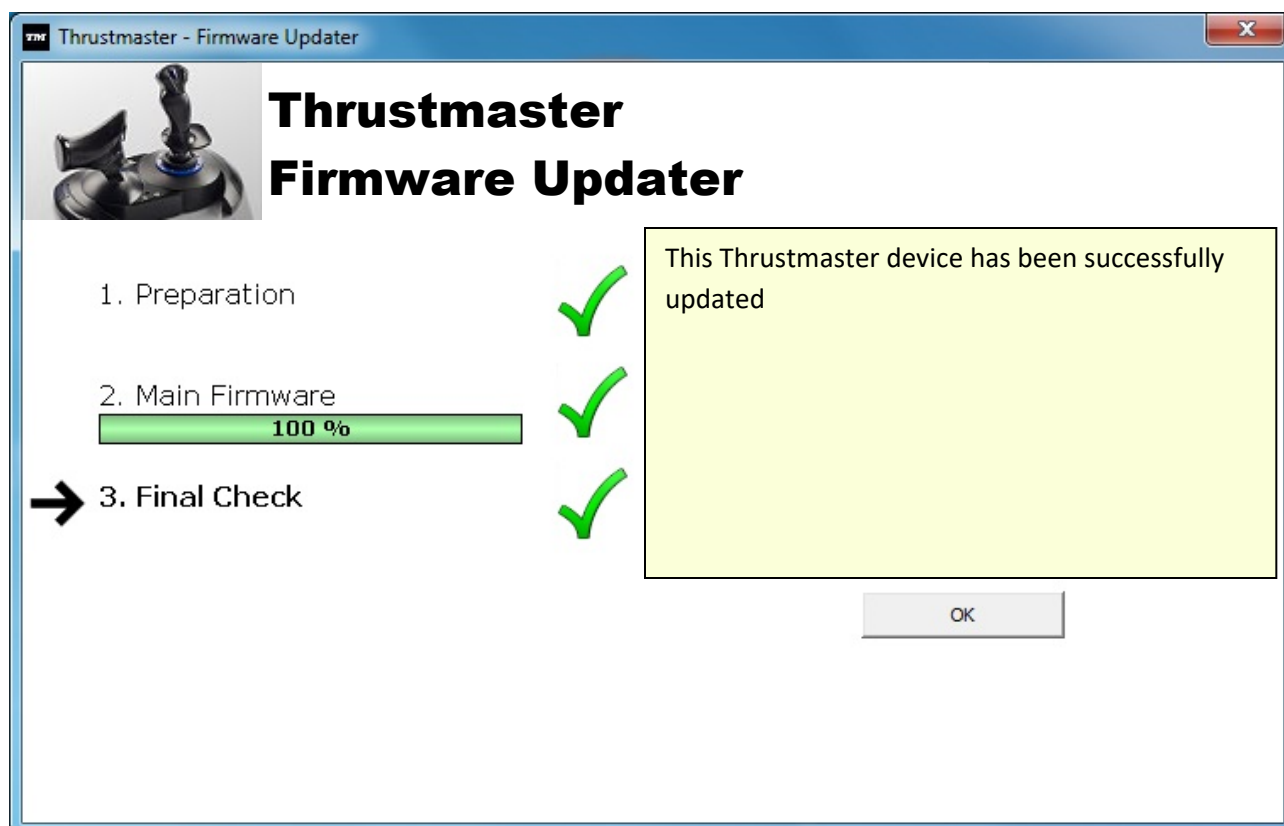 TM Thrustmaster - Firmware Updater
x
Thrustmaster
Firmware Updater
1. Preparation
2. Main Firmware
100 %
3. Final Check
This Thrustmaster device has been successfully
updated
OK